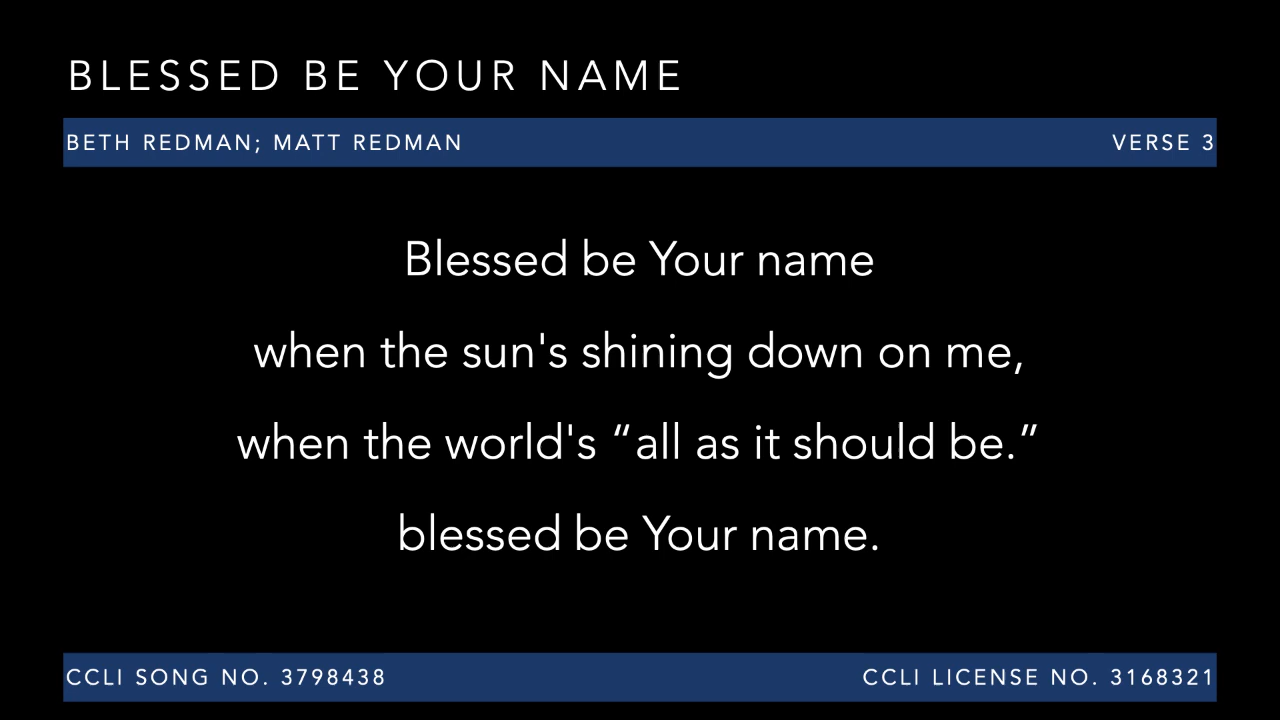 BLESSED BE YOUR NAME
BETH REDMAN; MATT REDMAN VERSE 3
Blessed be Your name
when the sun's shining down on me,
when the world's “all as it should be.”
blessed be Your name.
CCLI SONG NO. 3798438 CCLI LICENSE NO. 3168321